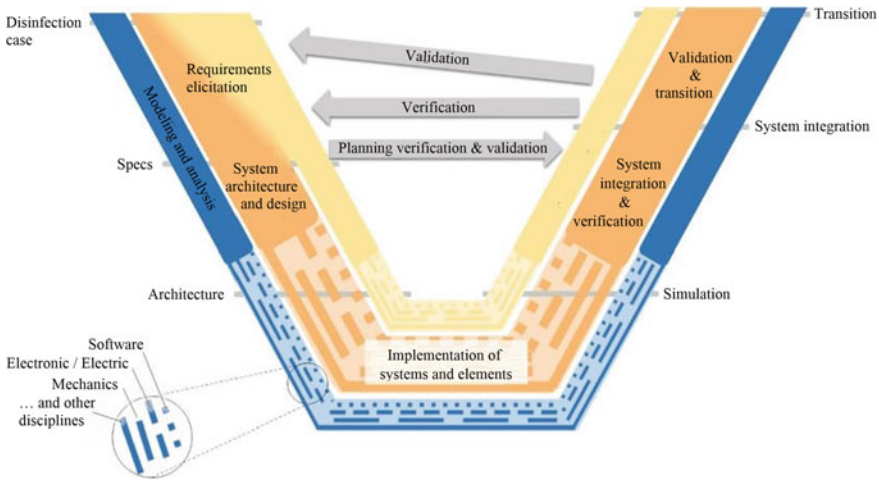 Disinfection
case
Transition
Validation
Requirements
elicitation
Validation
&
transition
Modeling and analysis
Verification
System integration
Planning verification & validation
Specs
System
architecture
and design
System
integration
&
verification
Architecture
Simulation
Implementation of
systems and elements
Software
Electronic / Electric
Mechanics
... and other
disciplines